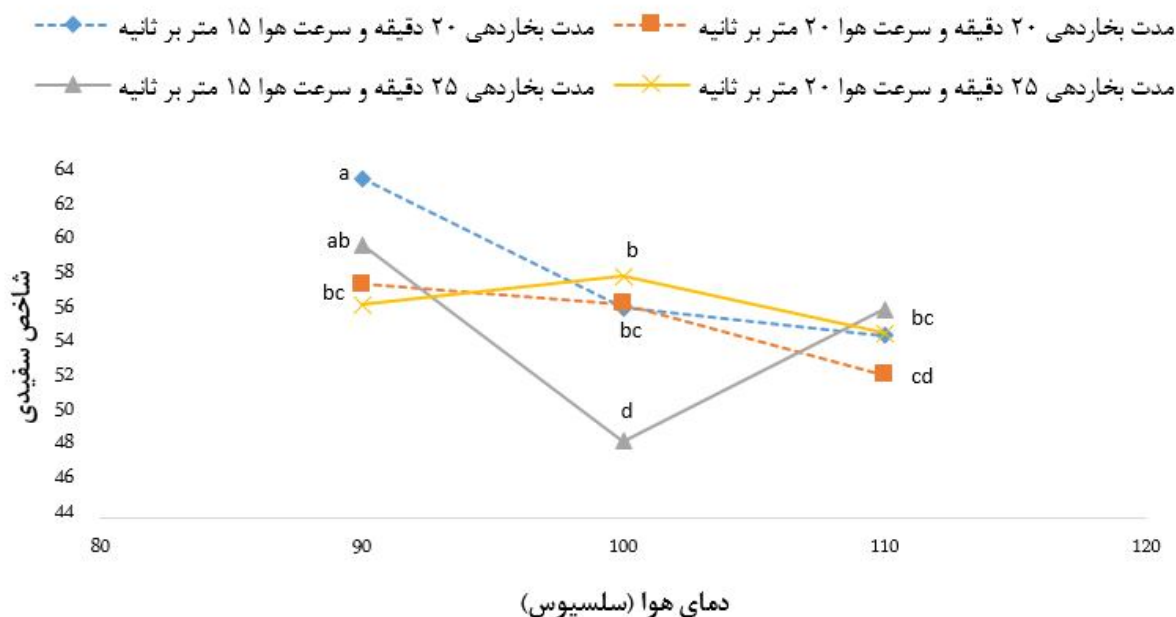 مدت بخاردهی ۲۰ دقیقه و سرعت هوا ۱۵ متر بر ثانیه
مدت بخاردهی ۲۰ دقیقه و سرعت هوا ۲۰ متر بر ثانیه
مدت بخاردهی ۲۵ دقیقه و سرعت هوا ۱۵ متر بر ثانیه
مدت بخاردهی ۲۵ دقیقه و سرعت هوا ۲۰ متر بر ثانیه
شاخص سفیدی
64
62
60
58
56
54
52
50
48
46
44
a
ab
bc
b
bc
d
bc
cd
80
90
100
110
120
دمای هوا (سلسیوس)